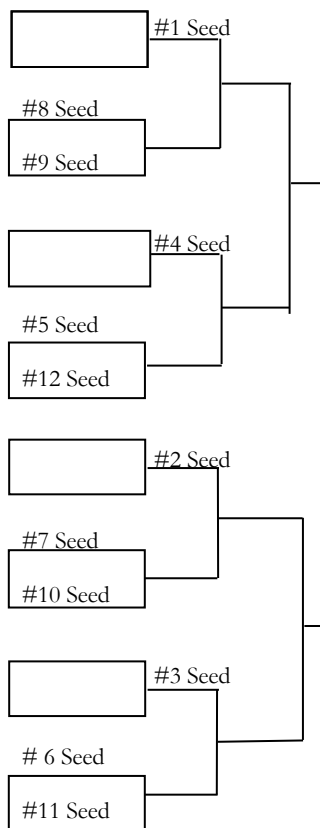 #1 Seed
#8 Seed
#9 Seed
#4 Seed
#5 Seed
#12 Seed
#2 Seed
#7 Seed
#10 Seed
#3 Seed
# 6 Seed
#11 Seed